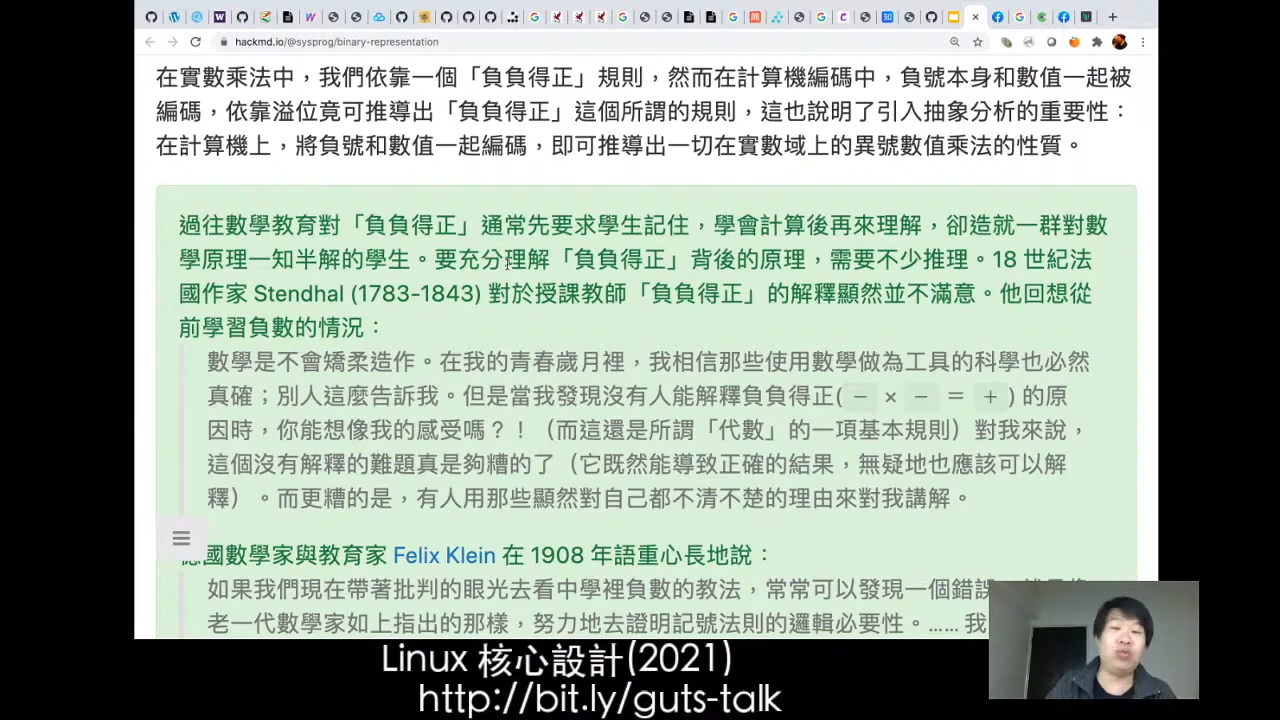 hackmd.io/@sysprog/binary-representation
在實數乘法中，我們依靠一個「負負得正」規則，然而在計算機編碼中，負號本身和數值一起被
編碼，依靠溢位竟可推導出「負負得正」這個所謂的規則，這也說明了引入抽象分析的重要性：
在計算機上，將負號和數值一起編碼，即可推導出一切在實數域上的異號數值乘法的性質。
過往數學教育對「負負得正」通常先要求學生記住，學會計算後再來理解，卻造就一群對數
學原理一知半解的學生。要充分理解「負負得正」背後的原理，需要不少推理。18 世紀法
國作家 Stendhal (1783-1843) 對於授課教師「負負得正」的解釋顯然並不滿意。他回想從
前學習負數的情況：
數學是不會矯柔造作。在我的青春歲月裡，我相信那些使用數學做為工具的科學也必然
真確；別人這麼告訴我。但是當我發現沒有人能解釋負負得正( − × − = + ) 的原
因時，你能想像我的感受嗎？！（而這還是所謂「代數」的一項基本規則）對我來說，
這個沒有解釋的難題真是夠糟的了（它既然能導致正確的結果，無疑地也應該可以解
釋）。而更糟的是，有人用那些顯然對自己都不清不楚的理由來對我講解。
國數學家與教育家 Felix Klein 在 1908 年語重心長地說：
如果我們現在帶著批判的眼光去看中學裡負數的教法，常常可以發現一個錯誤
老一代數學家如上指出的那樣，努力地去證明記號法則的邏輯必要性。…… 我
Linux 核心設計(2021)
http://bit.ly/guts-talk